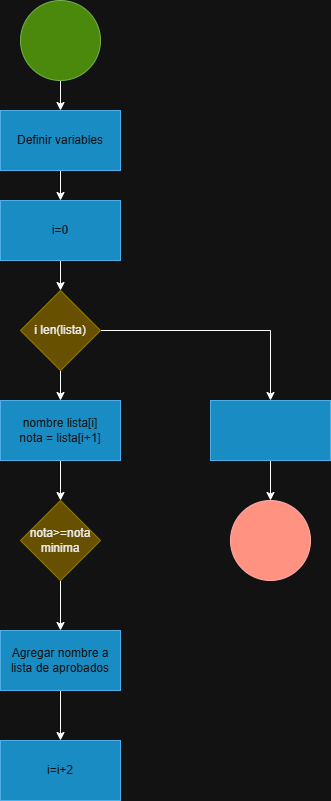 Definir variables
i=0
i len(lista)
nombre lista[i]
nota = lista[i+1]
nota>=nota
minima
Agregar nombre a
lista de aprobados
i=i+2